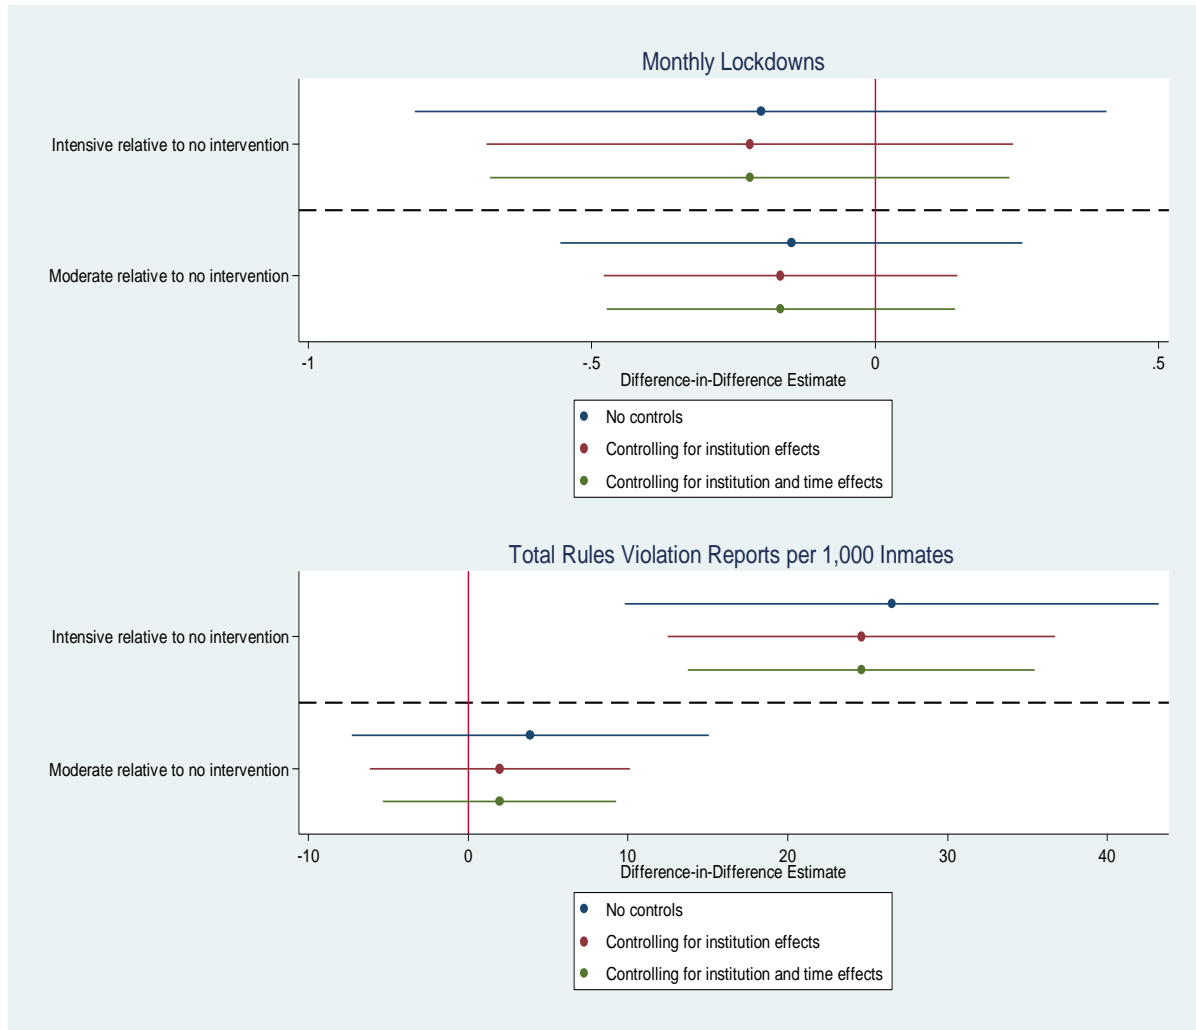 Monthly Lockdowns
Intensive relative to no intervention
Moderate relative to no intervention
-1 -.5 0 .5
Difference-in-Difference Estimate
No controls
Controlling for institution effects
Controlling for institution and time effects
Total Rules Violation Reports per 1,000 Inmates
Intensive relative to no intervention
Moderate relative to no intervention
-10 0 10 20 30 40
Difference-in-Difference Estimate
No controls
Controlling for institution effects
Controlling for institution and time effects